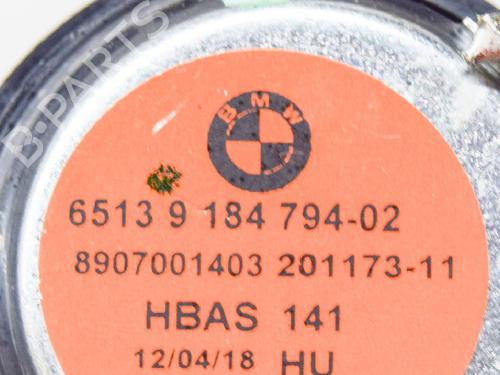 B-PARTS
BMW
6513 9 184 794-02
8907001403 201173-11
HBAS 141
12/04/18 HU